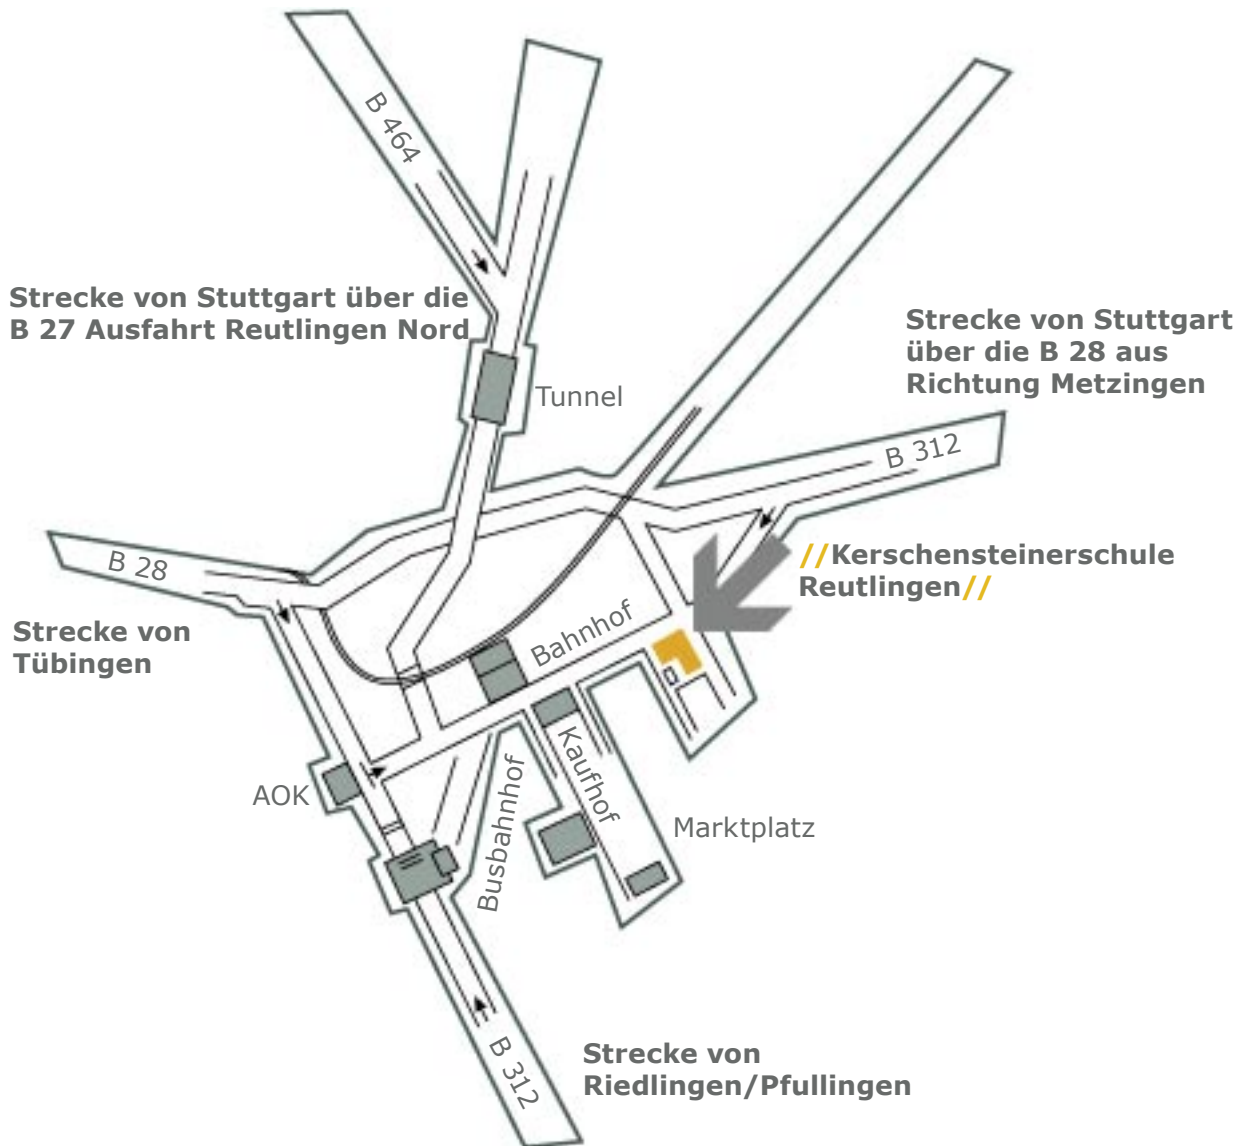 B 464
Strecke von Stuttgart über die
B 27 Ausfahrt Reutlingen Nord
Strecke von Stuttgart
über die B 28 aus
Richtung Metzingen
Tunnel
B 312
B 28
//Kerschensteinerschule
Reutlingen//
Strecke von
Tübingen
Bahnhof
AOK
Busbahnhof
Kaufhof
Marktplatz
B 312
Strecke von
Riedlingen/Pfullingen